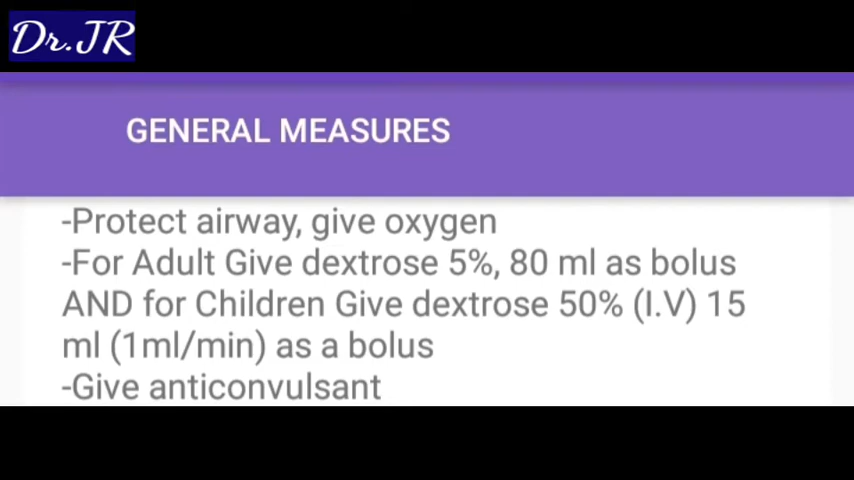 Dr.JR
GENERAL MEASURES
-Protect airway, give oxygen
-For Adult Give dextrose 5%, 80 ml as bolus
AND for Children Give dextrose 50% (I.V) 15
ml (1ml/min) as a bolus
-Give anticonvulsant